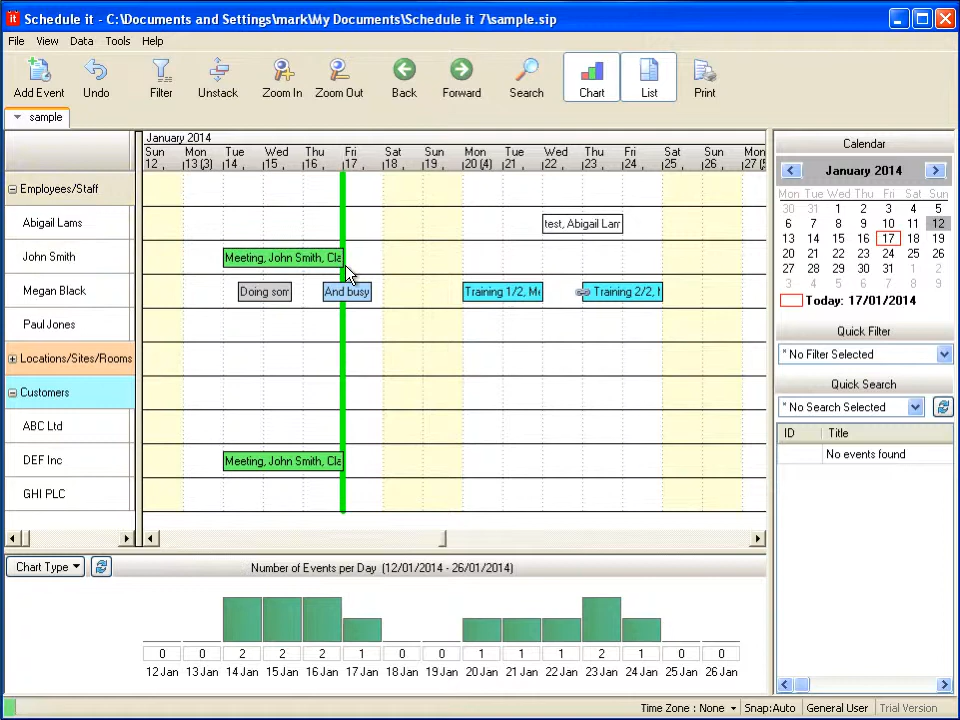 Schedule it - C:\Documents and Settings\mark\My Documents\Schedule it 7\sample.sip
File View Data Tools Help
Add Event Undo Filter Unstack Zoom In Zoom Out Back Forward Search Chart List Print
sample
January 2014
Sun Mon Tue Wed Thu Fri Sat Sun Mon Tue Wed Thu Fri Sat Sun Mon
12 13 (3) 14 15 16 17 18 19 20 (4) 21 22 23 24 25 26 27 (5
Employees/Staff
Abigail Lams
test, Abigail Lam
John Smith
Meeting, John Smith, Cla
Megan Black
Doing som
And busy
Training 1/2, Me
Training 2/2, M
Paul Jones
Locations/Sites/Rooms
Customers
ABC Ltd
DEF Inc
Meeting, John Smith, Cla
GHI PLC
Calendar
January 2014
Mon Tue Wed Thu Fri Sat Sun
30 31 1 2 3 4 5
6 7 8 9 10 11 12
13 14 15 16 17 18 19
20 21 22 23 24 25 26
27 28 29 30 31 1 2
3 4 5 6 7 8 9
Today: 17/01/2014
Quick Filter
* No Filter Selected
Quick Search
* No Search Selected
ID Title
No events found
Chart Type
Number of Events per Day (12/01/2014 - 26/01/2014)
0 0 2 2 2 1 0 0 1 1 1 2 1 0 0
12 Jan 13 Jan 14 Jan 15 Jan 16 Jan 17 Jan 18 Jan 19 Jan 20 Jan 21 Jan 22 Jan 23 Jan 24 Jan 25 Jan 26 Jan
Time Zone : None Snap:Auto General User Trial Version